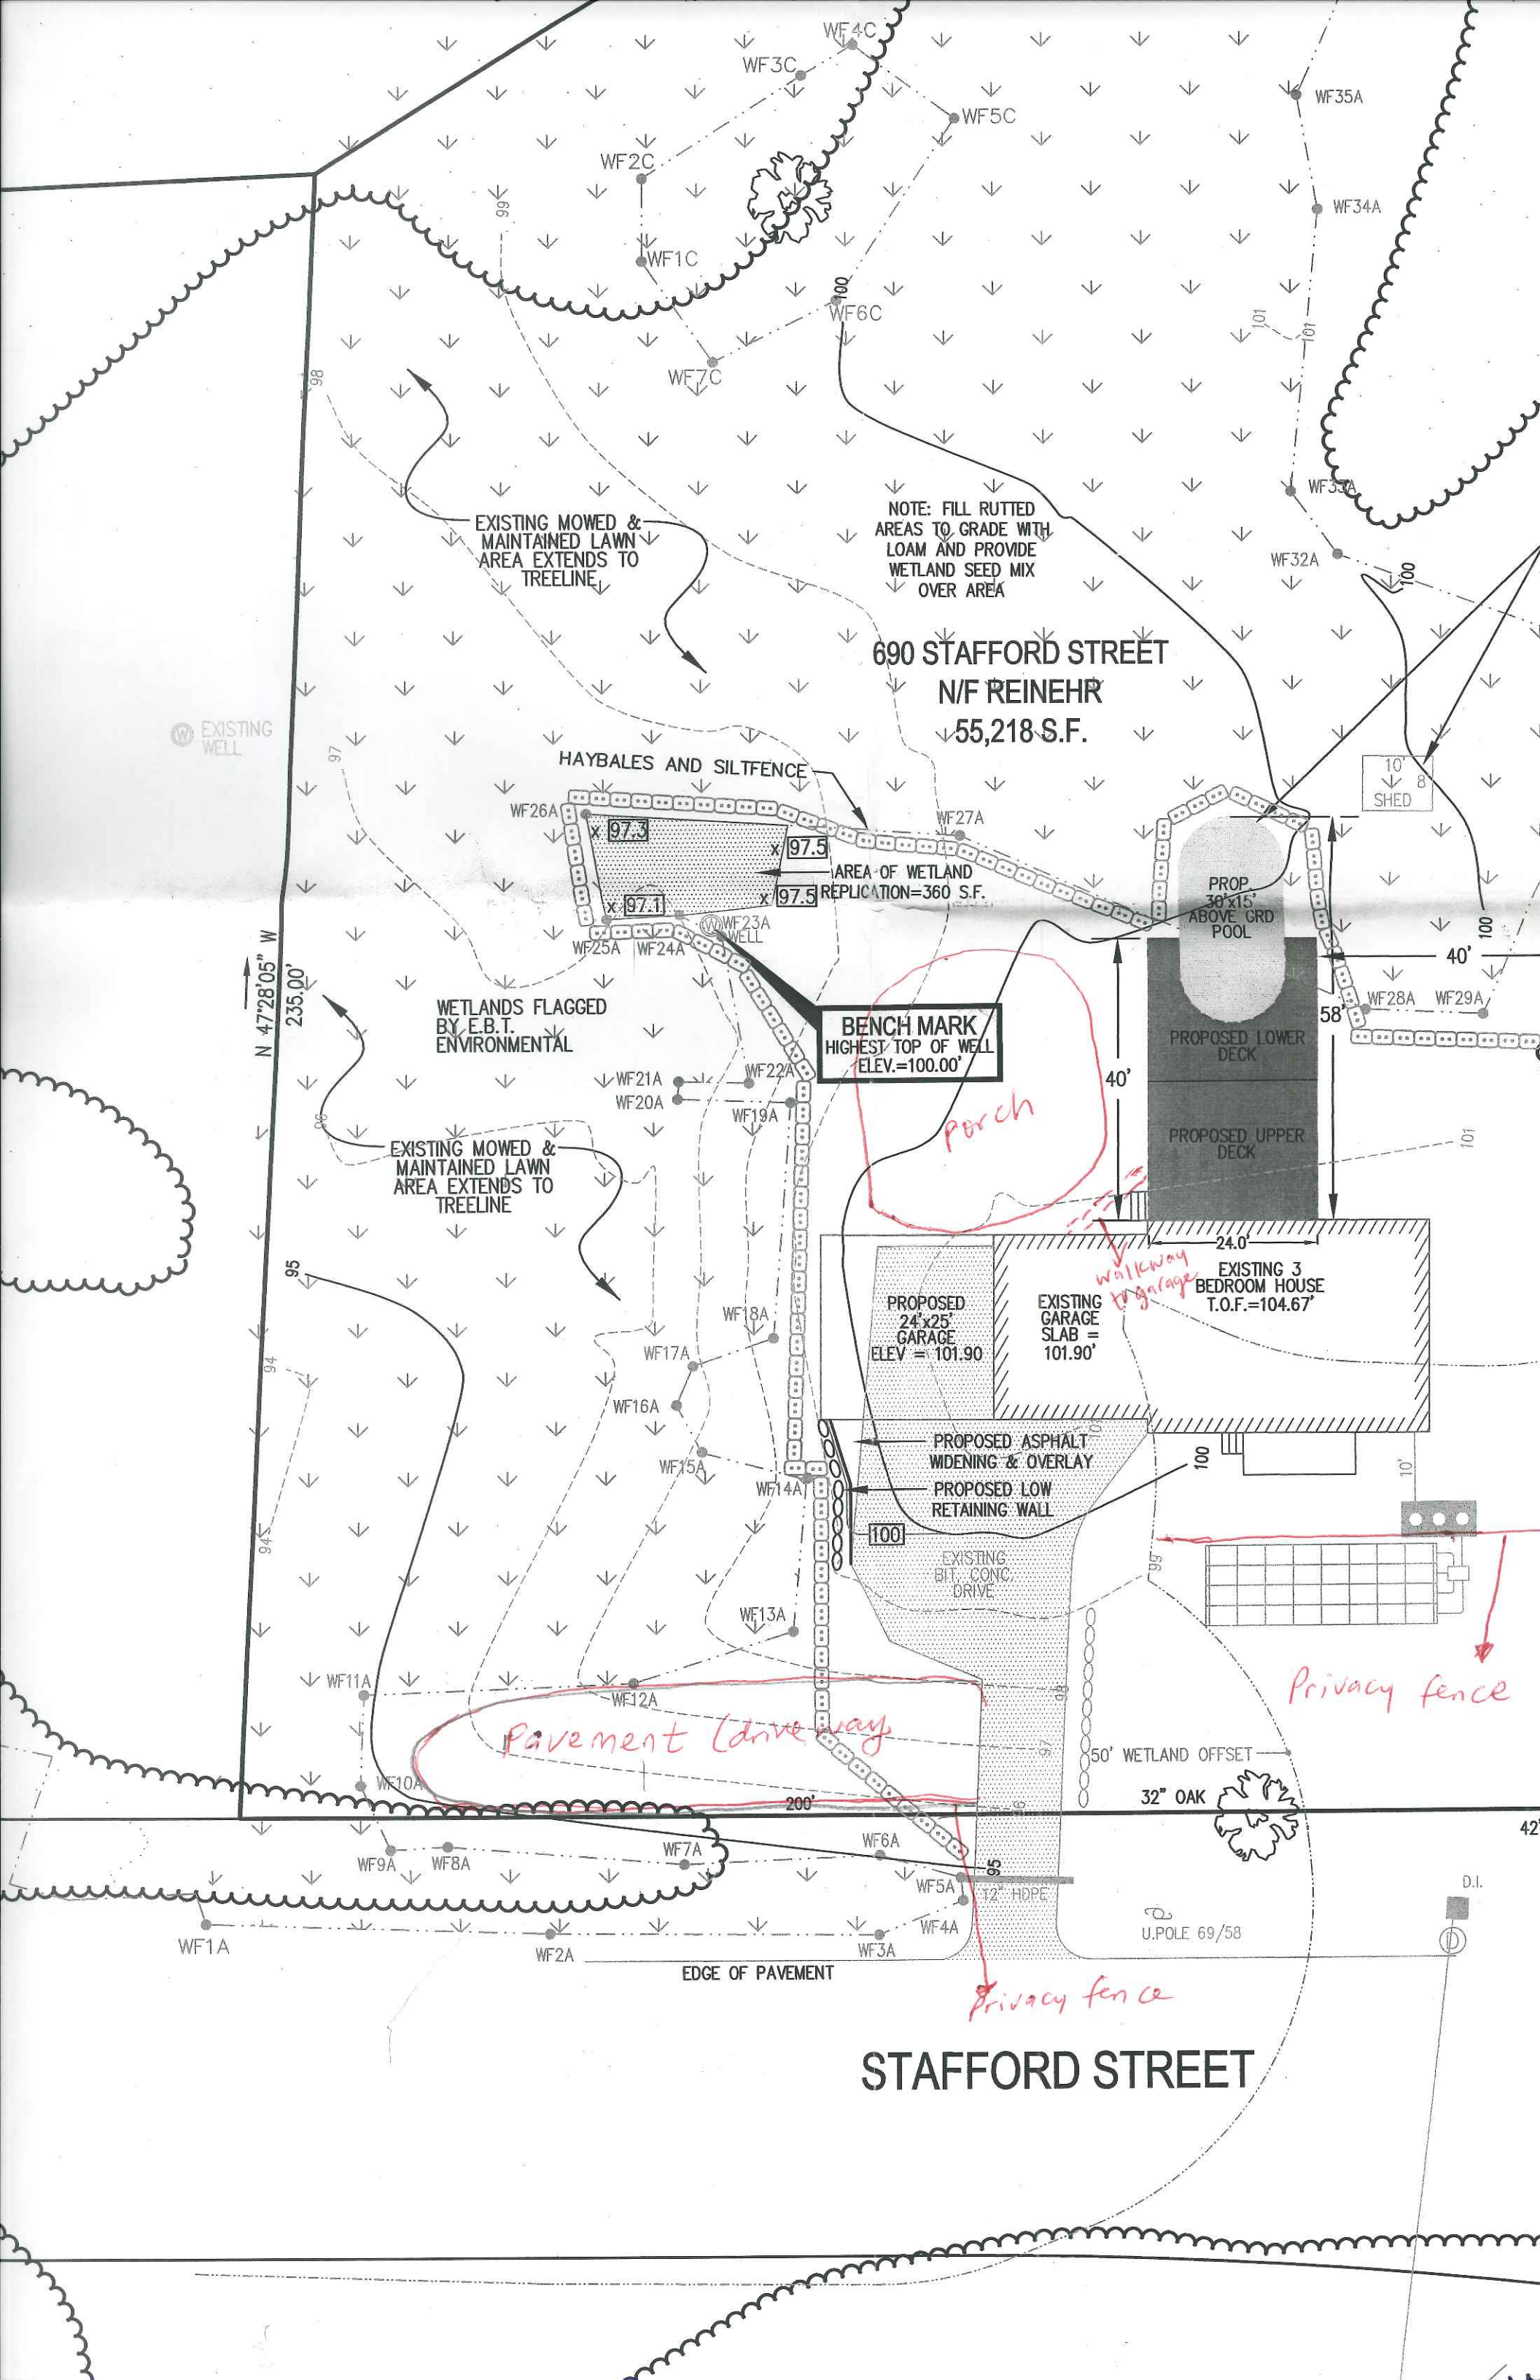 WF4C
WF3C
WF35A
WF5C
WF2C
99
WF34A
WF1C
100
WF6C
101
101
WF7C
98
WF33A
NOTE: FILL RUTTED
AREAS TO GRADE WITH
LOAM AND PROVIDE
WETLAND SEED MIX
OVER AREA
EXISTING MOWED &
MAINTAINED LAWN
AREA EXTENDS TO
TREELINE
WF32A
100
690 STAFFORD STREET
N/F REINEHR
55,218 S.F.
EXISTING
WELL
97
HAYBALES AND SILTFENCE
10'
8
SHED
WF26A
WF27A
97.3
97.5
AREA OF WETLAND
REPLICATION=360 S.F.
97.5
97.1
PROP.
30'x15'
ABOVE GRD
POOL
WF23A
WELL
WF25A
WF24A
100
40'
N 47°28'05" W
235.00'
WETLANDS FLAGGED
BY E.B.T.
ENVIRONMENTAL
WF28A
WF29A
58'
BENCH MARK
HIGHEST TOP OF WELL
ELEV.=100.00'
PROPOSED LOWER
DECK
WF21A
WF22A
40'
WF20A
WF19A
porch
96
101
PROPOSED UPPER
DECK
EXISTING MOWED &
MAINTAINED LAWN
AREA EXTENDS TO
TREELINE
24.0'
walkway
to garage
95
EXISTING 3
BEDROOM HOUSE
T.O.F.=104.67'
PROPOSED
24'x25'
GARAGE
ELEV = 101.90
EXISTING
GARAGE
SLAB =
101.90'
WF18A
WF17A
94
WF16A
101
PROPOSED ASPHALT
WIDENING & OVERLAY
WF15A
100
10'
WF14A
PROPOSED LOW
RETAINING WALL
94
100
EXISTING
BIT. CONC.
DRIVE
99
WF13A
WF11A
WF12A
98
Privacy fence
Pavement (driveway
97
50' WETLAND OFFSET
WF10A
32" OAK
200'
96
42'
WF6A
WF7A
WF9A
WF8A
95
WF5A
12" HDPE
D.I.
WF4A
U.POLE 69/58
D
WF1A
WF2A
WF3A
EDGE OF PAVEMENT
Privacy fence
STAFFORD STREET